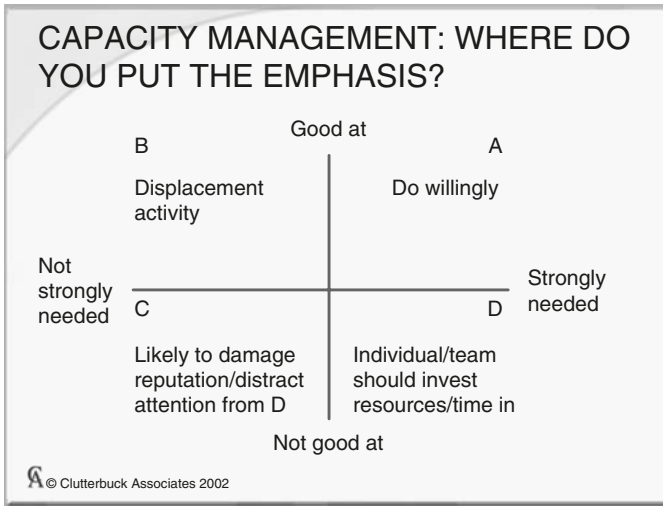 CAPACITY MANAGEMENT: WHERE DO
YOU PUT THE EMPHASIS?
Good at
B
A
Displacement
activity
Do willingly
Not
strongly
needed
Strongly
needed
C
D
Likely to damage
reputation/distract
attention from D
Individual/team
should invest
resources/time in
Not good at
© Clutterbuck Associates 2002